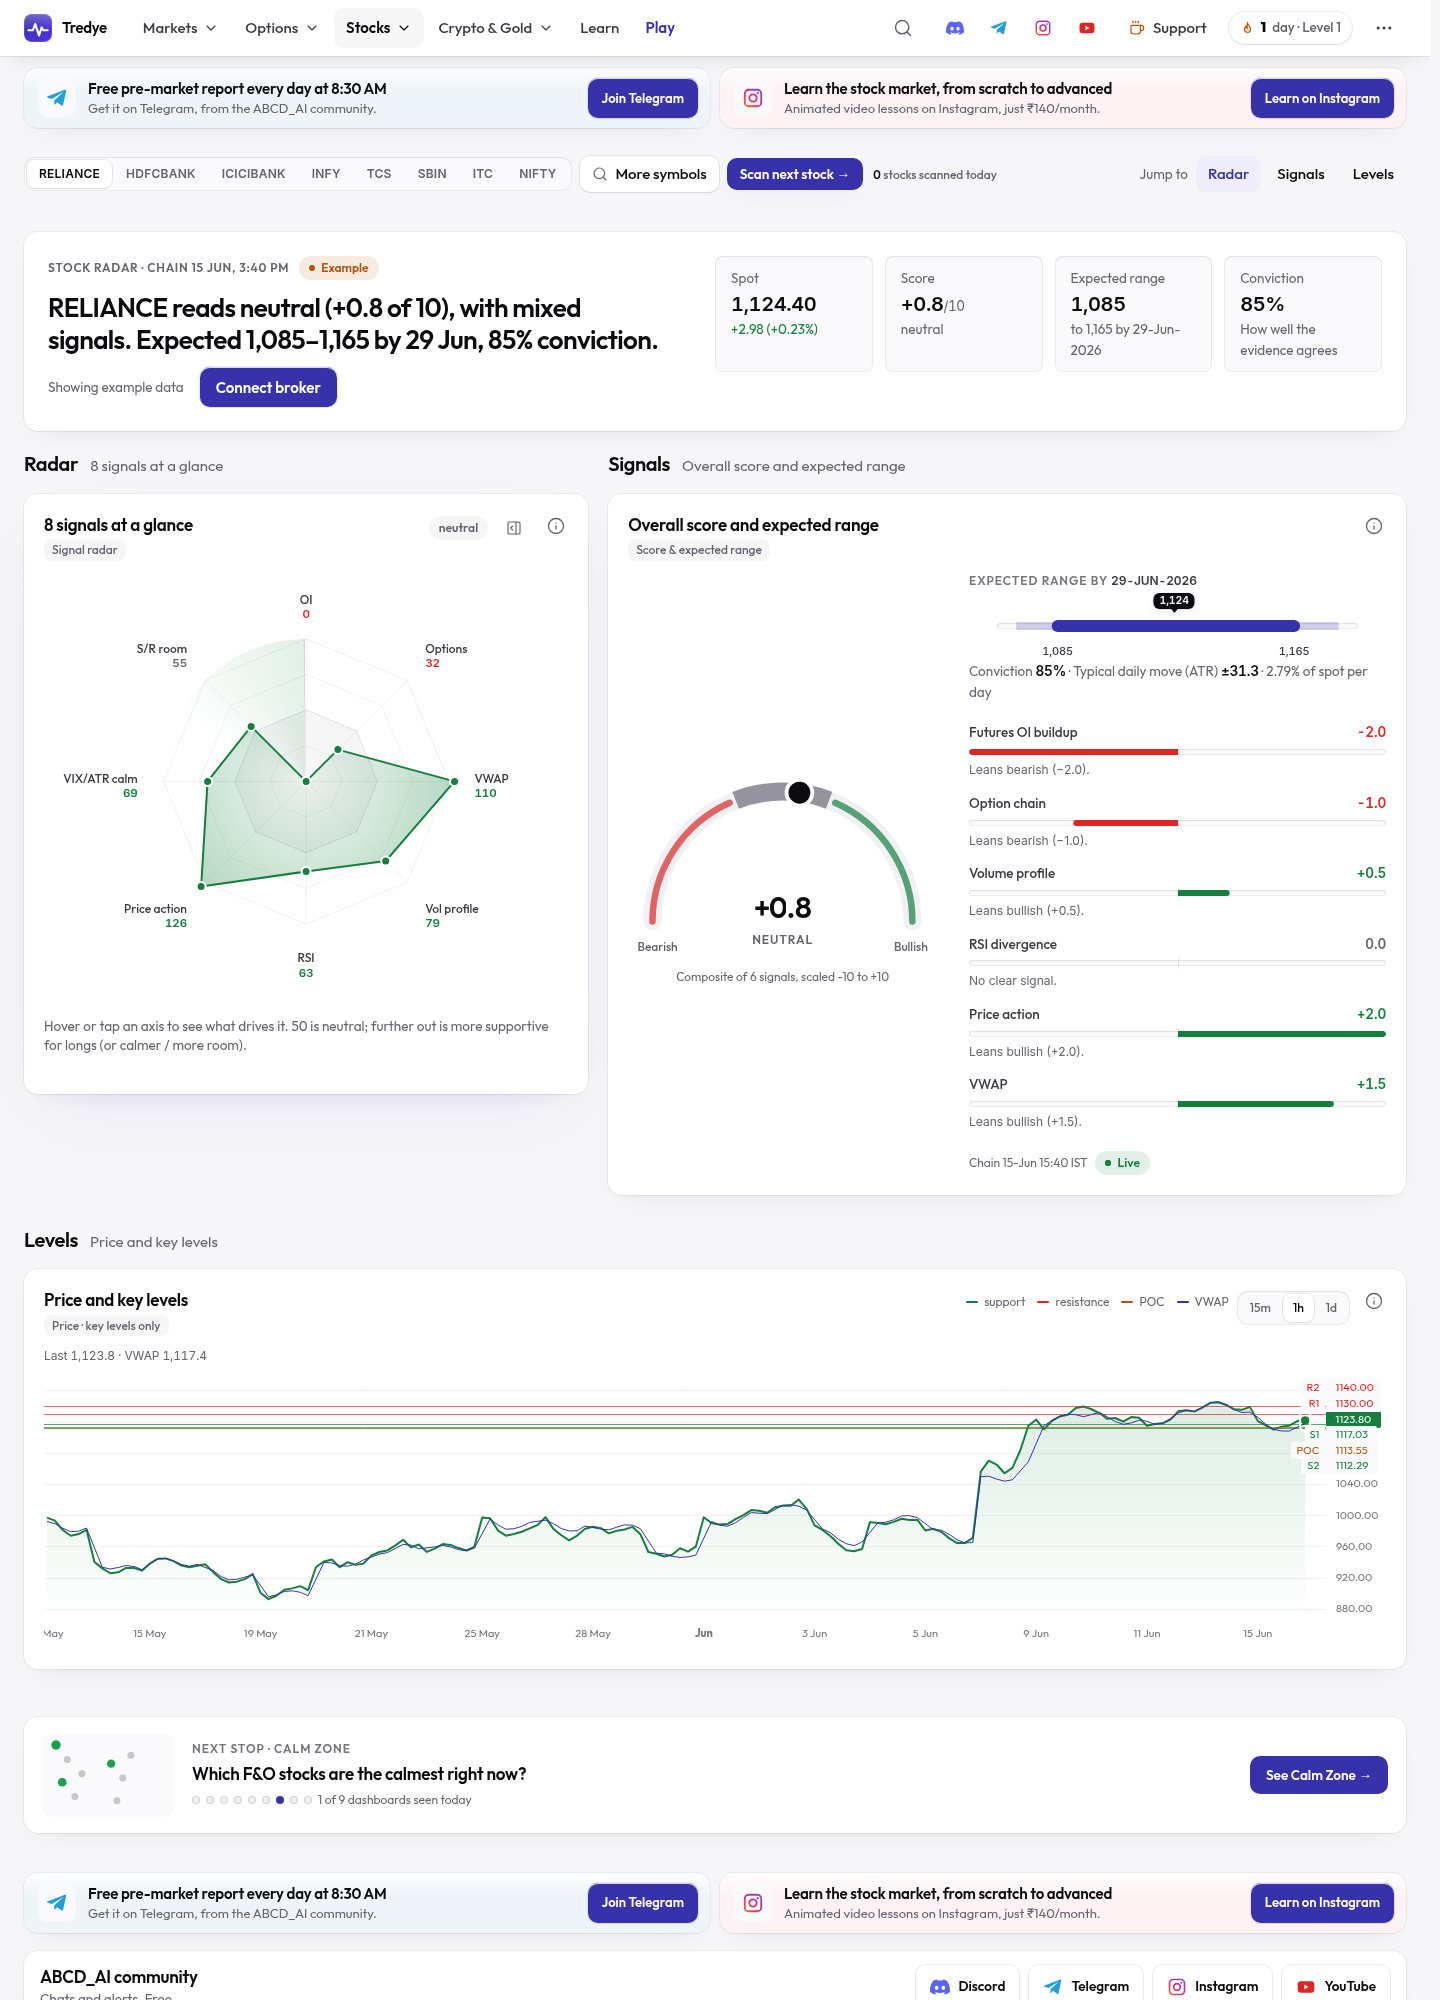 Tredye
Markets
Options
Stocks
Crypto & Gold
Learn
Play
Support
1 day · Level 1
Free pre-market report every day at 8:30 AM
Get it on Telegram, from the ABCD_AI community.
Join Telegram
Learn the stock market, from scratch to advanced
Animated video lessons on Instagram, just ₹140/month.
Learn on Instagram
RELIANCE
HDFCBANK
ICICIBANK
INFY
TCS
SBIN
ITC
NIFTY
More symbols
Scan next stock →
0 stocks scanned today
Jump to
Radar
Signals
Levels
STOCK RADAR · CHAIN 15 JUN, 3:40 PM
Example
RELIANCE reads neutral (+0.8 of 10), with mixed
signals. Expected 1,085–1,165 by 29 Jun, 85% conviction.
Showing example data
Connect broker
Spot
1,124.40
+2.98 (+0.23%)
Score
+0.8/10
neutral
Expected range
1,085
to 1,165 by 29-Jun-
2026
Conviction
85%
How well the
evidence agrees
Radar 8 signals at a glance
8 signals at a glance
neutral
Signal radar
OI
0
Options
32
VWAP
110
Vol profile
79
RSI
63
Price action
126
VIX/ATR calm
69
S/R room
55
Hover or tap an axis to see what drives it. 50 is neutral; further out is more supportive
for longs (or calmer / more room).
Signals Overall score and expected range
Overall score and expected range
Score & expected range
+0.8
NEUTRAL
Bearish
Bullish
Composite of 6 signals, scaled -10 to +10
EXPECTED RANGE BY 29-JUN-2026
1,124
1,085
1,165
Conviction 85% · Typical daily move (ATR) ±31.3 · 2.79% of spot per
day
Futures OI buildup -2.0
Leans bearish (−2.0).
Option chain -1.0
Leans bearish (−1.0).
Volume profile +0.5
Leans bullish (+0.5).
RSI divergence 0.0
No clear signal.
Price action +2.0
Leans bullish (+2.0).
VWAP +1.5
Leans bullish (+1.5).
Chain 15-Jun 15:40 IST
Live
Levels Price and key levels
Price and key levels
Price · key levels only
support
resistance
POC
VWAP
15m
1h
1d
Last 1,123.8 · VWAP 1,117.4
R2 1140.00
R1 1130.00
1123.80
S1 1117.03
POC 1113.55
S2 1112.29
1040.00
1000.00
960.00
920.00
880.00
May
15 May
19 May
21 May
25 May
28 May
Jun
3 Jun
5 Jun
9 Jun
11 Jun
15 Jun
NEXT STOP · CALM ZONE
Which F&O stocks are the calmest right now?
1 of 9 dashboards seen today
See Calm Zone →
Free pre-market report every day at 8:30 AM
Get it on Telegram, from the ABCD_AI community.
Join Telegram
Learn the stock market, from scratch to advanced
Animated video lessons on Instagram, just ₹140/month.
Learn on Instagram
ABCD_AI community
Chats and alerts. Free
Discord
Telegram
Instagram
YouTube